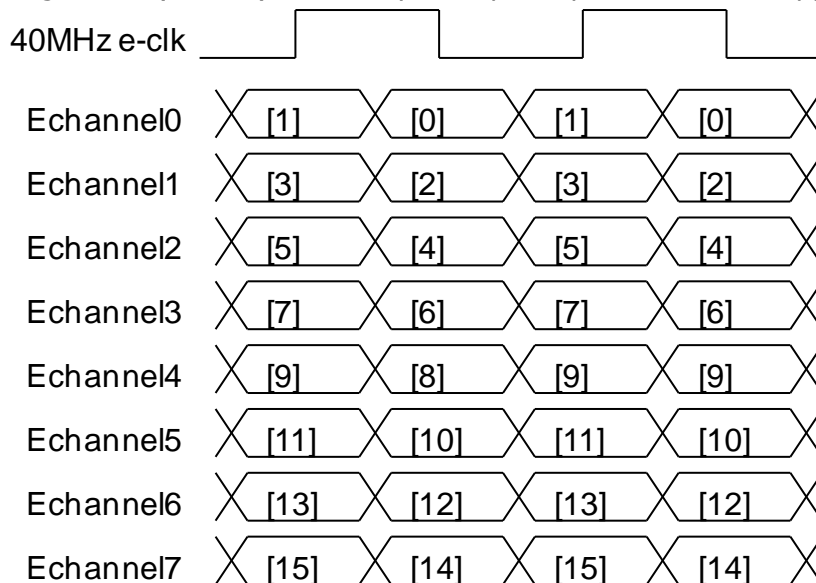 40MHz e-clk
Echannel0 [1] [0] [1] [0]
Echannel1 [3] [2] [3] [2]
Echannel2 [5] [4] [5] [4]
Echannel3 [7] [6] [7] [6]
Echannel4 [9] [8] [9] [9]
Echannel5 [11] [10] [11] [10]
Echannel6 [13] [12] [13] [12]
Echannel7 [15] [14] [15] [14]